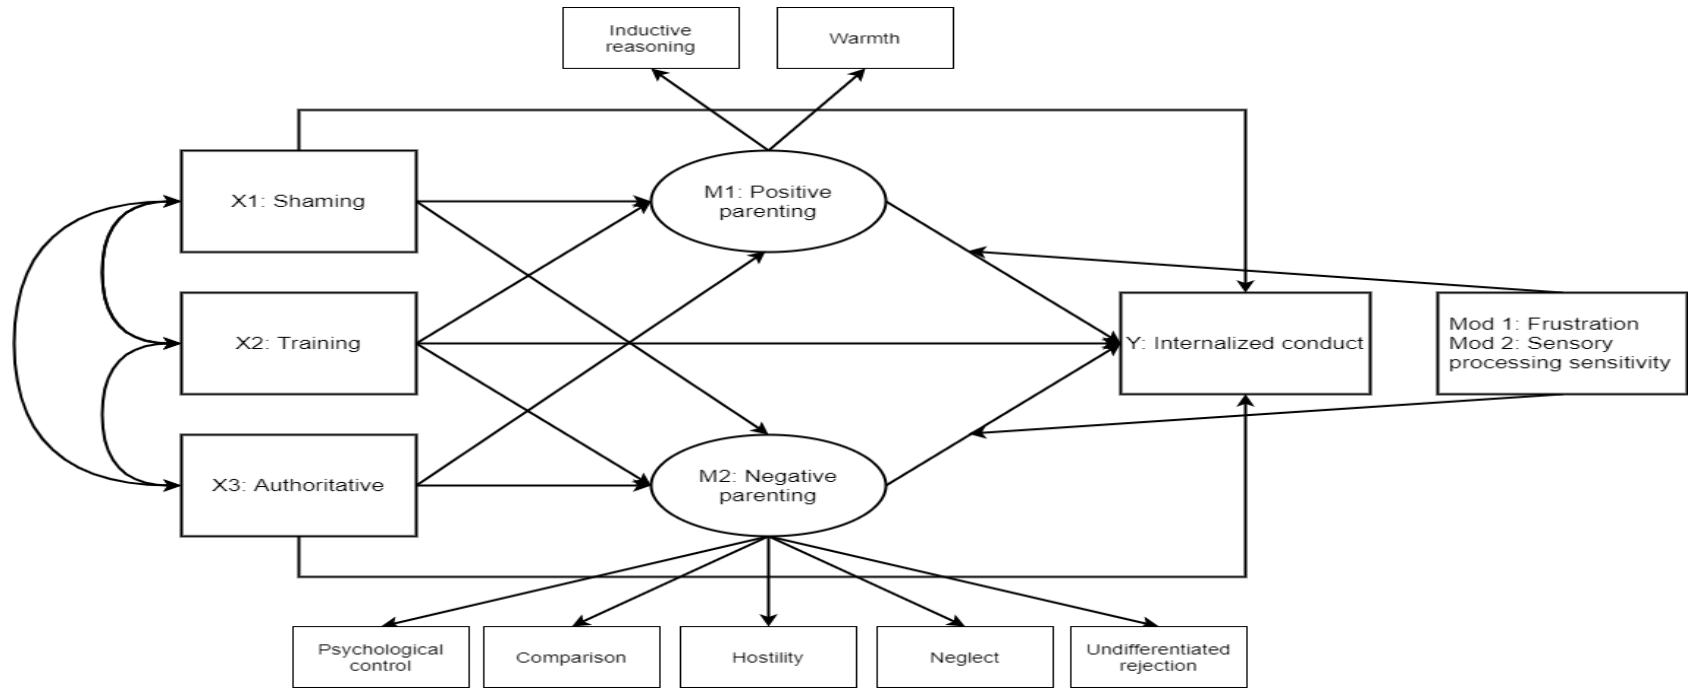 Inductive
reasoning
Warmth
X1: Shaming
M1: Positive
parenting
X2: Training
Y: Internalized conduct
Mod 1: Frustration
Mod 2: Sensory
processing sensitivity
X3: Authoritative
M2: Negative
parenting
Psychological
control
Comparison
Hostility
Neglect
Undifferentiated
rejection